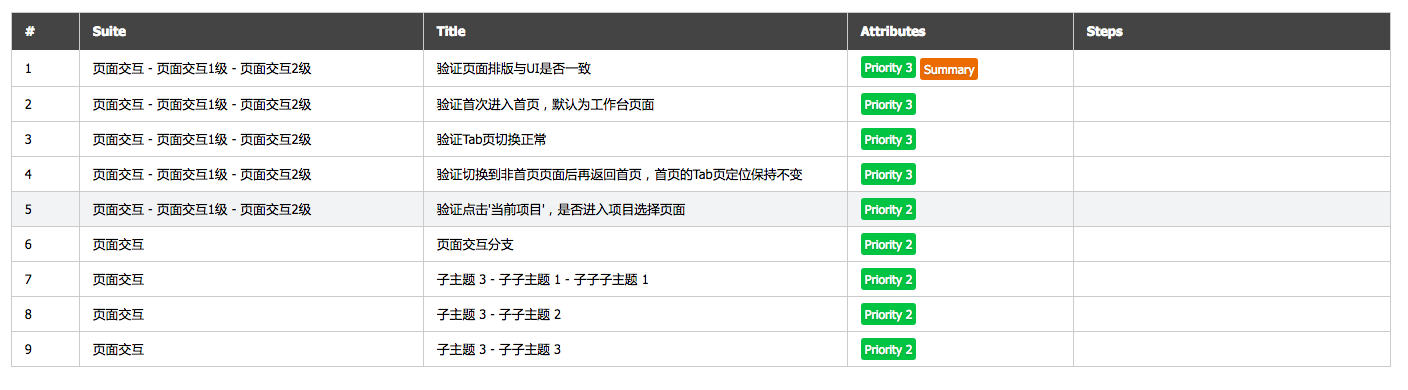 # Suite Title Attributes Steps
1 页面交互 - 页面交互1级 - 页面交互2级 验证页面排版与UI是否一致 Priority 3 Summary
2 页面交互 - 页面交互1级 - 页面交互2级 验证首次进入首页，默认为工作台页面 Priority 3
3 页面交互 - 页面交互1级 - 页面交互2级 验证Tab页切换正常 Priority 3
4 页面交互 - 页面交互1级 - 页面交互2级 验证切换到非首页页面后再返回首页，首页的Tab页定位保持不变 Priority 3
5 页面交互 - 页面交互1级 - 页面交互2级 验证点击'当前项目'，是否进入项目选择页面 Priority 2
6 页面交互 页面交互分支 Priority 2
7 页面交互 子主题 3 - 子子主题 1 - 子子子主题 1 Priority 2
8 页面交互 子主题 3 - 子子主题 2 Priority 2
9 页面交互 子主题 3 - 子子主题 3 Priority 2